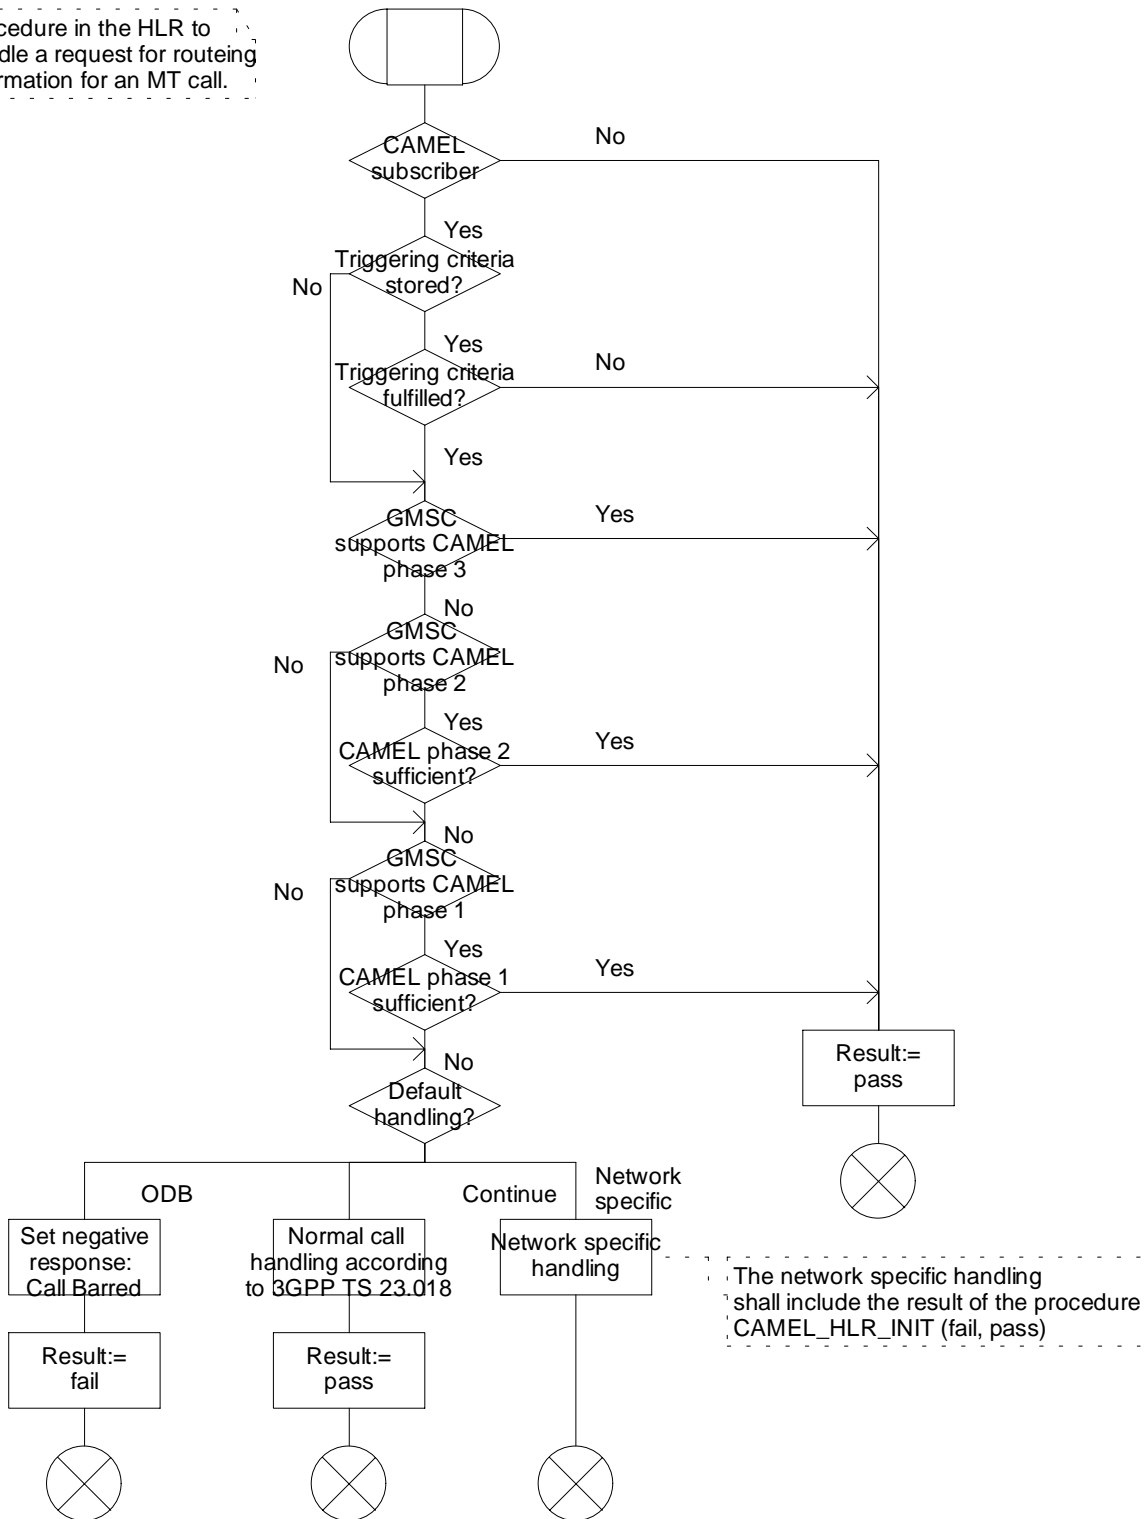 cedure in the HLR to
dle a request for routeing
rmation for an MT call.
CAMEL
subscriber
No
Yes
Triggering criteria
stored?
No
Yes
Triggering criteria
fulfilled?
No
Yes
GMSC
supports CAMEL
phase 3
Yes
No
GMSC
supports CAMEL
phase 2
No
Yes
CAMEL phase 2
sufficient?
Yes
No
GMSC
supports CAMEL
phase 1
No
Yes
CAMEL phase 1
sufficient?
Yes
No
Result:=
pass
Default
handling?
ODB
Continue
Network
specific
Set negative
response:
Call Barred
Normal call
handling according
to 3GPP TS 23.018
Network specific
handling
The network specific handling
shall include the result of the procedure
CAMEL_HLR_INIT (fail, pass)
Result:=
fail
Result:=
pass